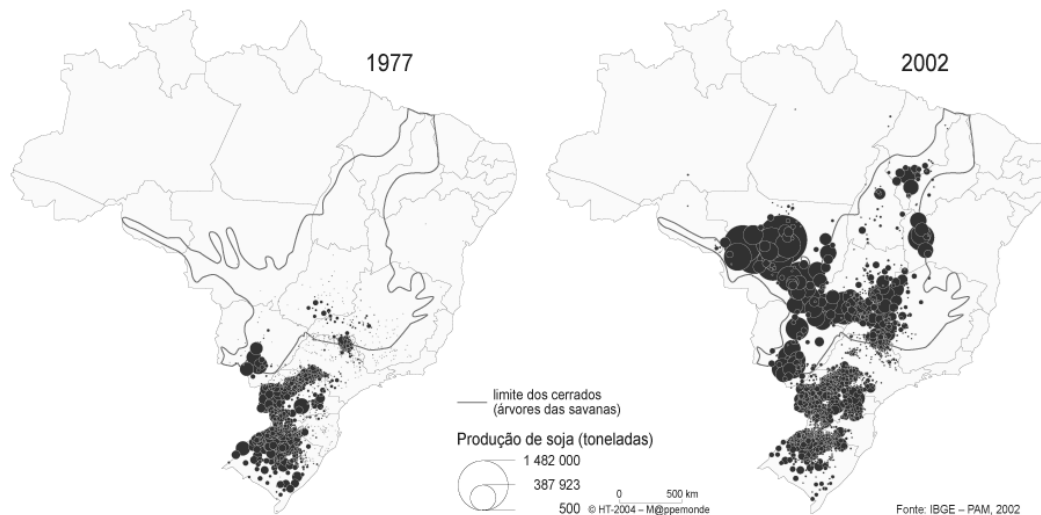 1977
2002
limite dos cerrados
(árvores das savanas)
Produção de soja (toneladas)
1 482 000
387 923
500
0 500 km
© HT-2004 – M@ppemonde
Fonte: IBGE – PAM, 2002